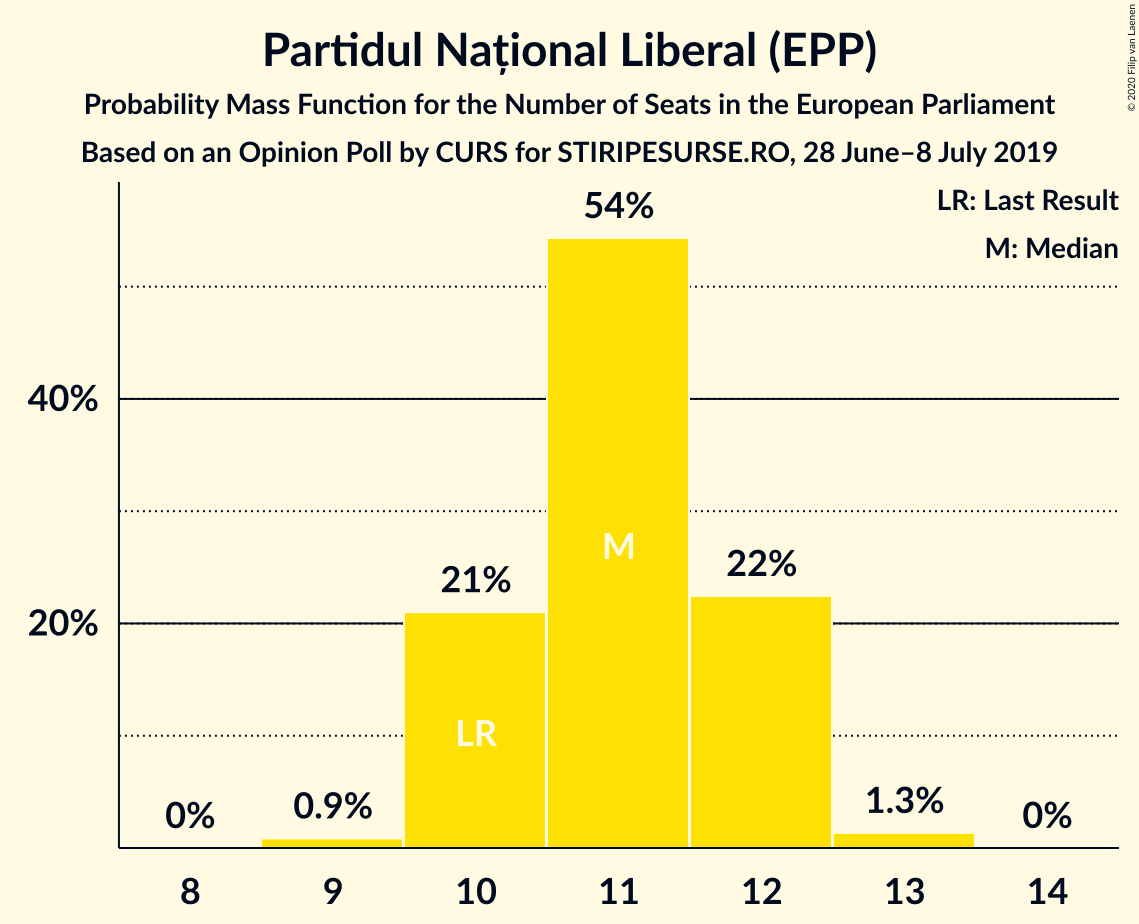 Partidul Național Liberal (EPP)
Probability Mass Function for the Number of Seats in the European Parliament
Based on an Opinion Poll by CURS for STIRIPESURSE.RO, 28 June–8 July 2019
© 2020 Filip van Laenen
LR: Last Result
M: Median
40%
20%
0%
0.9%
21%
54%
22%
1.3%
0%
LR
M
8 9 10 11 12 13 14